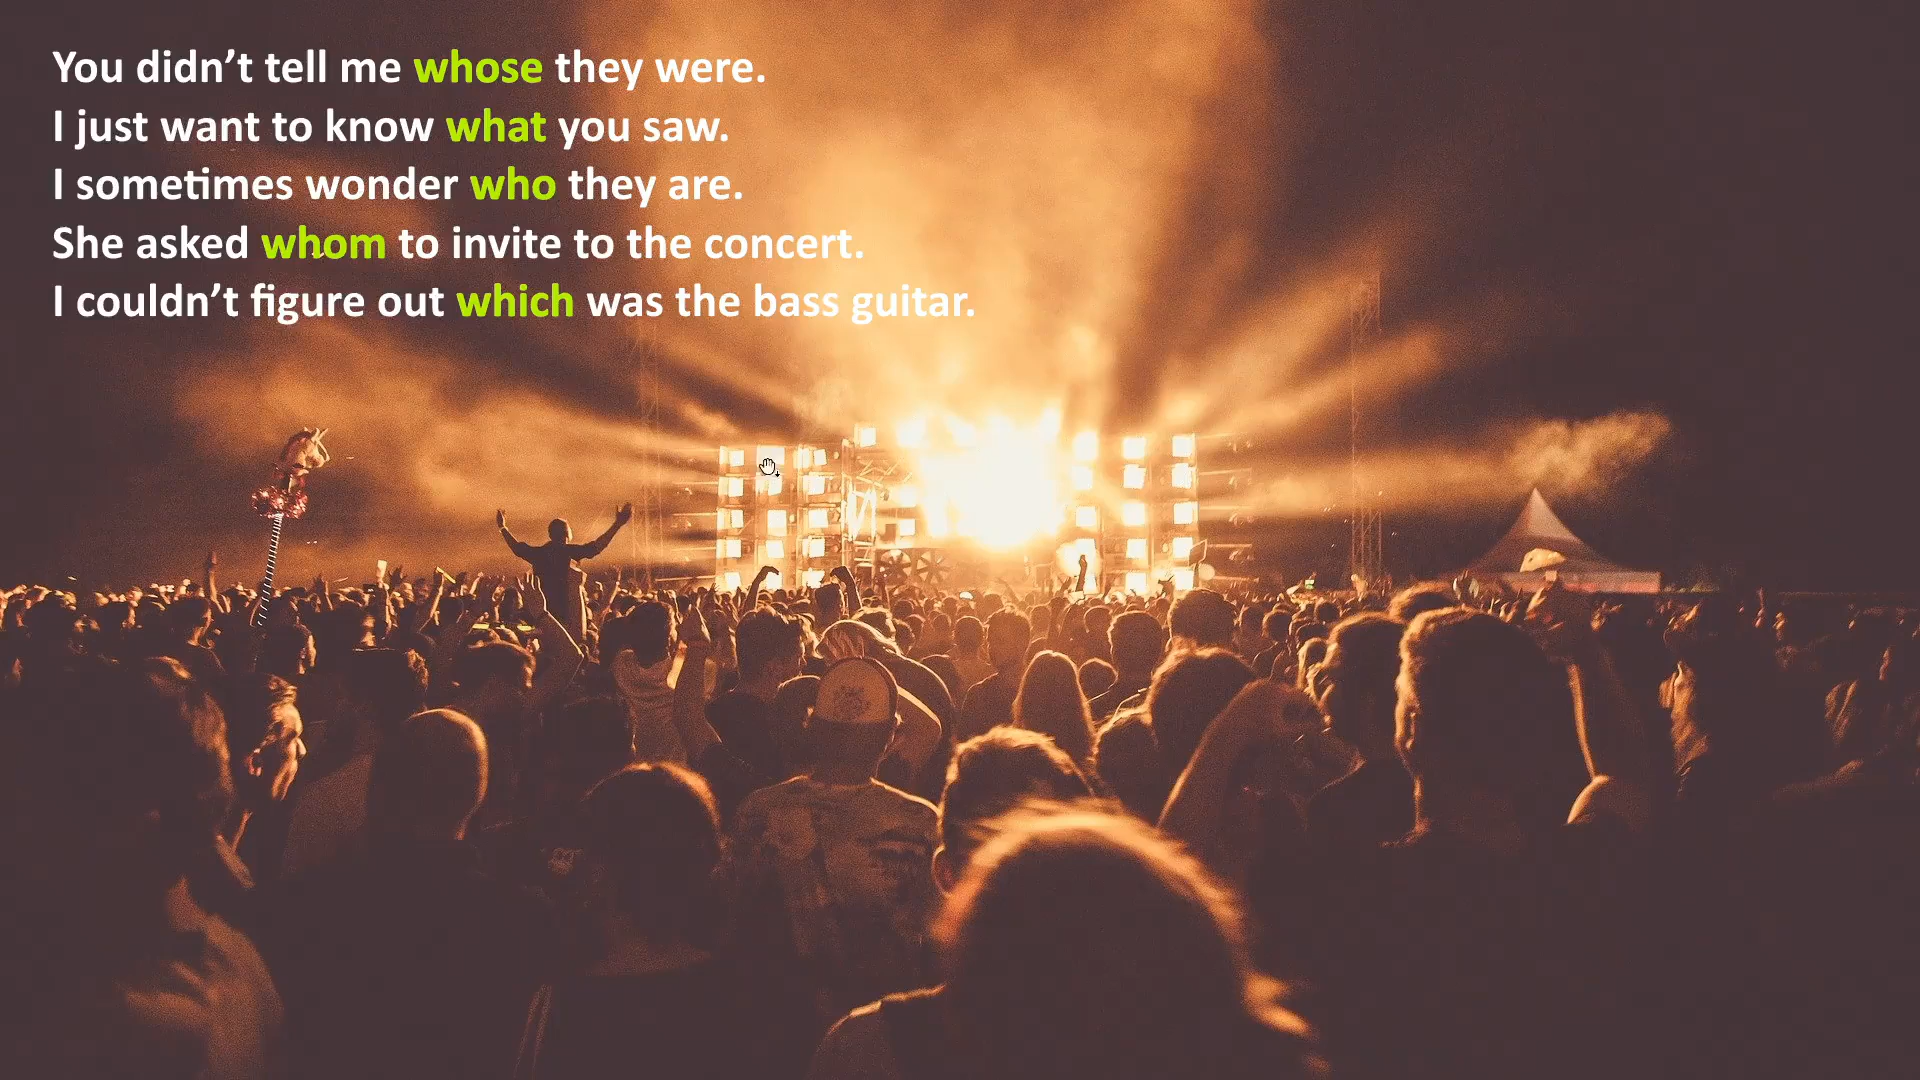 You didn’t tell me whose they were.
I just want to know what you saw.
I sometimes wonder who they are.
She asked whom to invite to the concert.
I couldn’t figure out which was the bass guitar.